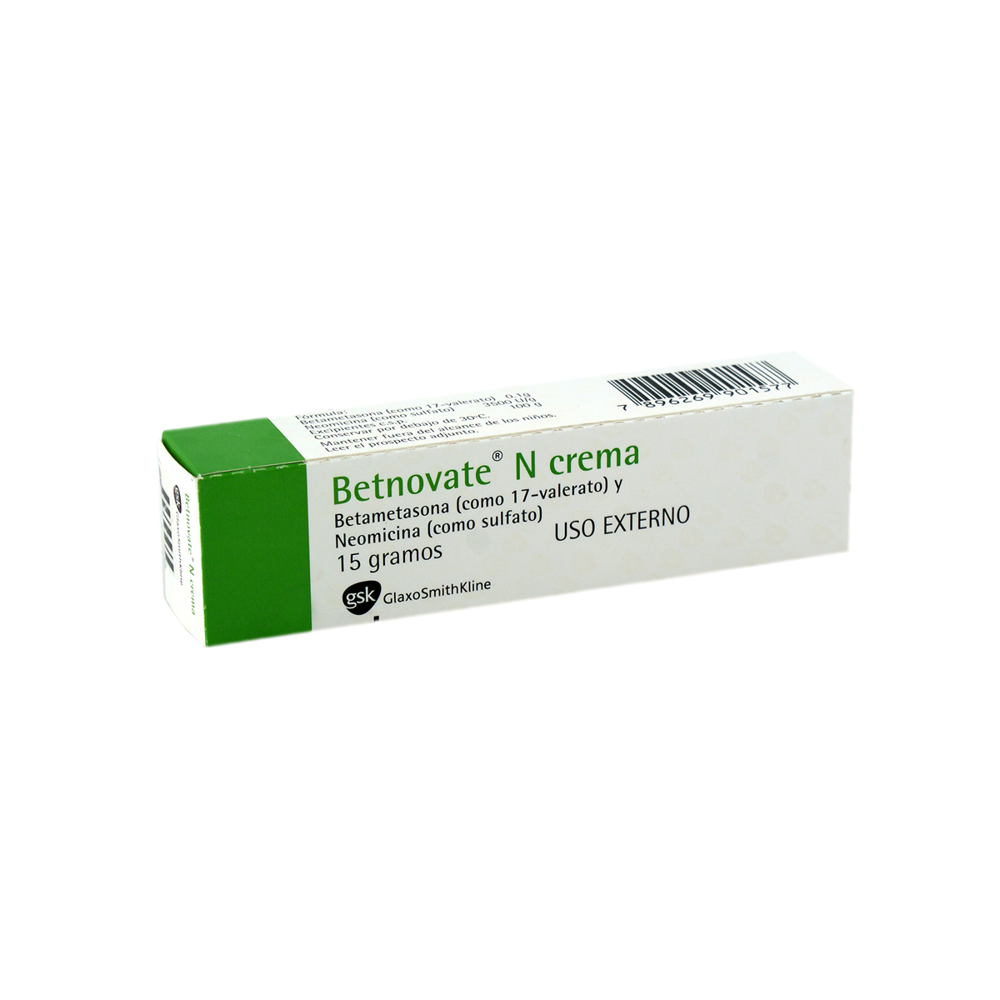 Fórmula:
Betametasona (como 17-valerato) 0,1g
Neomicina (como sulfato) 3500 U/g
Excipientes c.s.p. 100 g
Conservar por debajo de 30°C.
Mantener fuera del alcance de los niños.
Leer el prospecto adjunto.
7 896269 901577
Betnovate® N crema
Betametasona (como 17-valerato) y
Neomicina (como sulfato)
15 gramos
USO EXTERNO
gsk GlaxoSmithKline
Betnovate® N crema
gsk GlaxoSmithKline